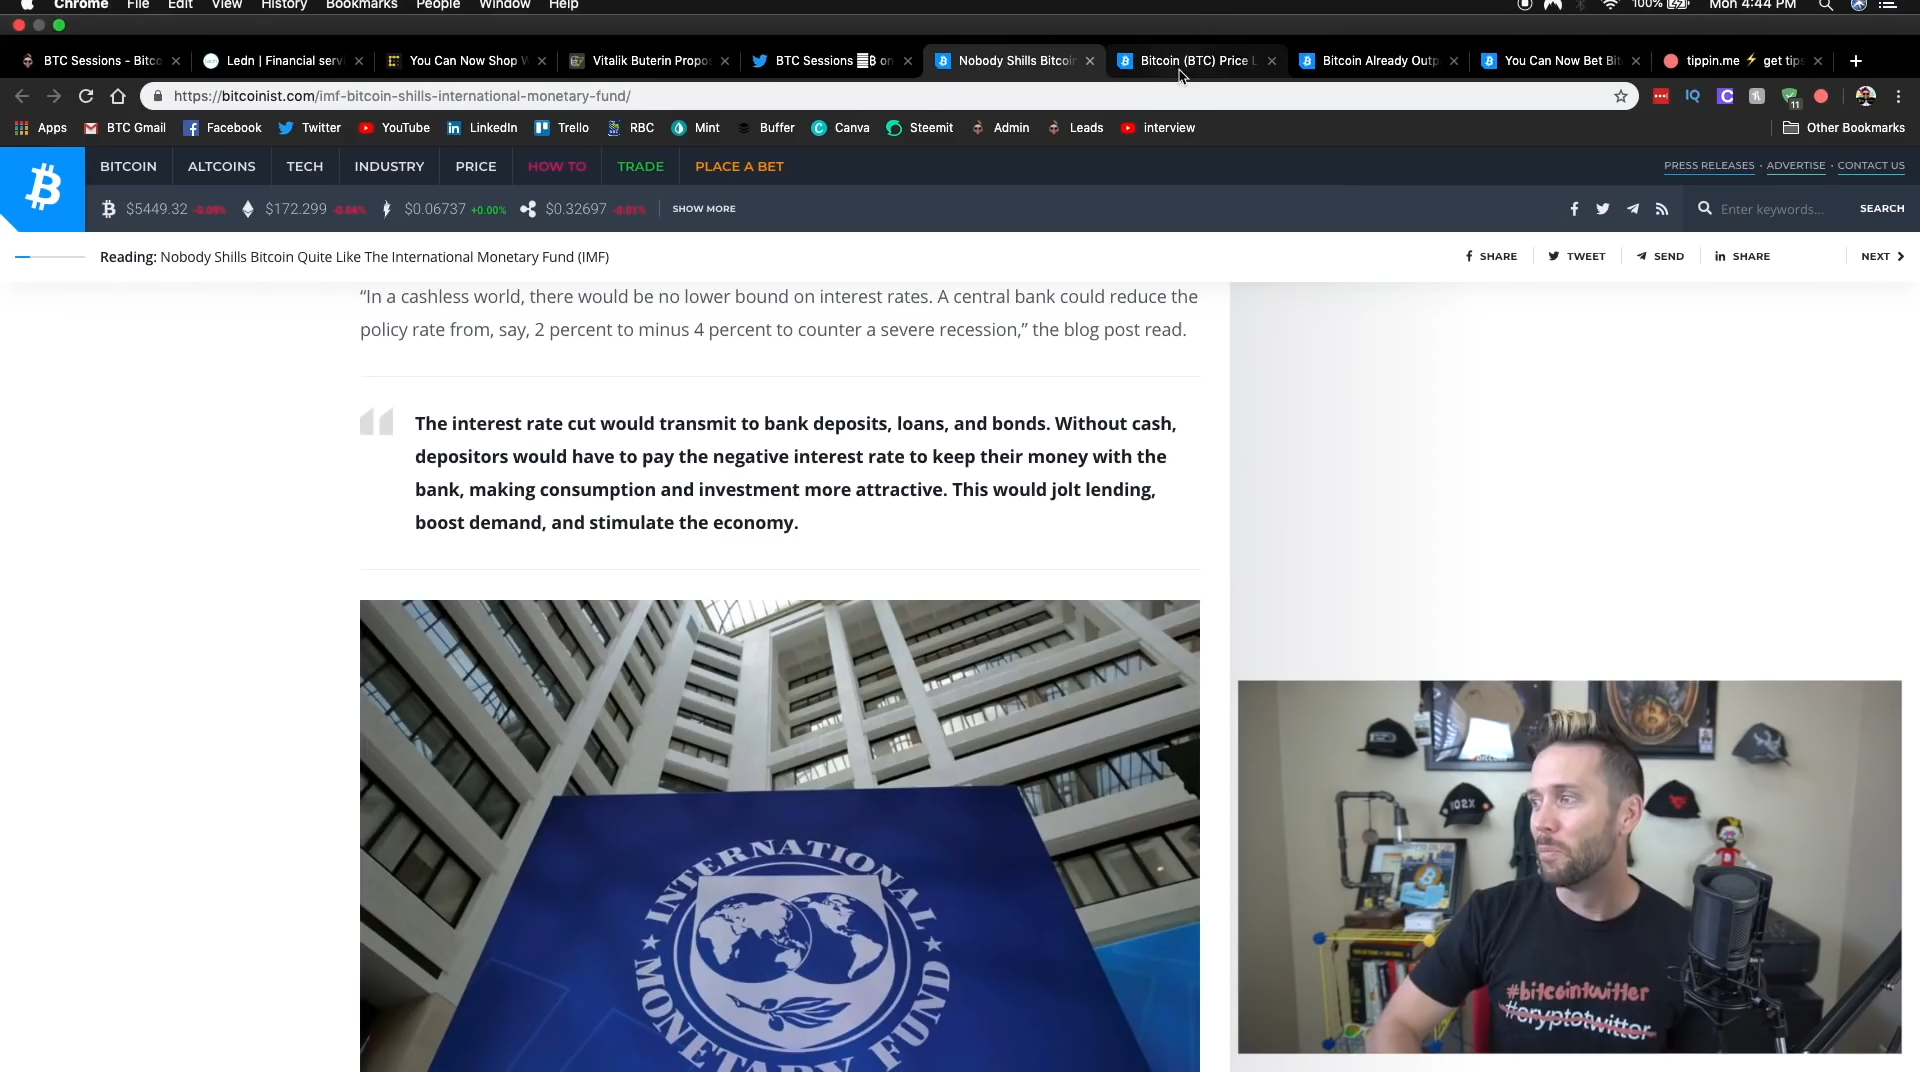 Chrome File Edit View History Bookmarks People Window Help 100% Mon 4:44 PM
BTC Sessions - Bitco Ledn | Financial servi You Can Now Shop Vitalik Buterin Propo BTC Sessions on Nobody Shills Bitcoin Bitcoin (BTC) Price L Bitcoin Already Outp You Can Now Bet Bit tippin.me ⚡ get tips
https://bitcoinist.com/imf-bitcoin-shills-international-monetary-fund/ IQ 11
Apps BTC Gmail Facebook Twitter YouTube LinkedIn Trello RBC Mint Buffer Canva Steemit Admin Leads interview Other Bookmarks
BITCOIN ALTCOINS TECH INDUSTRY PRICE HOW TO TRADE PLACE A BET PRESS RELEASES · ADVERTISE · CONTACT US
$5449.32 -0.09% $172.299 -0.04% $0.06737 +0.00% $0.32697 -0.01% SHOW MORE Enter keywords... SEARCH
Reading: Nobody Shills Bitcoin Quite Like The International Monetary Fund (IMF) SHARE TWEET SEND SHARE NEXT
“In a cashless world, there would be no lower bound on interest rates. A central bank could reduce the
policy rate from, say, 2 percent to minus 4 percent to counter a severe recession,” the blog post read.
The interest rate cut would transmit to bank deposits, loans, and bonds. Without cash,
depositors would have to pay the negative interest rate to keep their money with the
bank, making consumption and investment more attractive. This would jolt lending,
boost demand, and stimulate the economy.
INTERNATIONAL
MONETARY FUND
102X
#bitcointwitter
#cryptotwitter